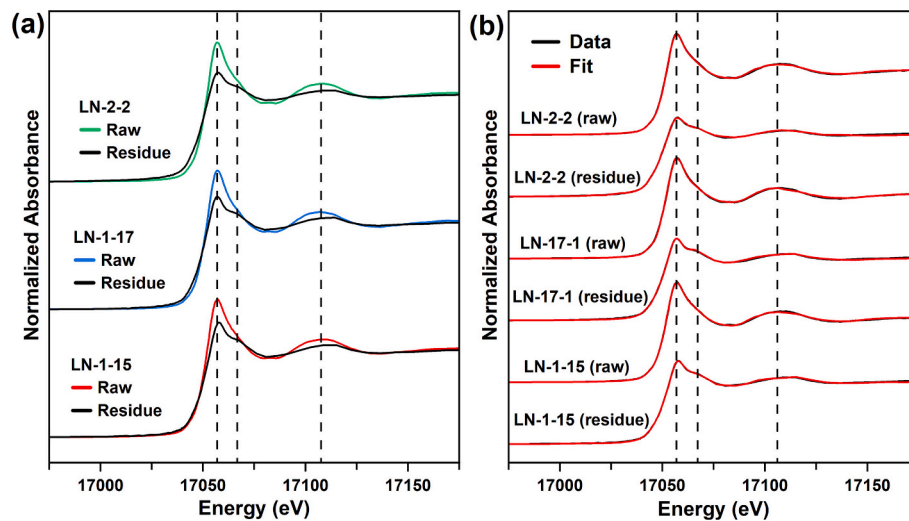 (a)
LN-2-2
Raw
Residue
LN-1-17
Raw
Residue
LN-1-15
Raw
Residue
Normalized Absorbance
17000 17050 17100 17150
Energy (eV)
(b)
Data
Fit
LN-2-2 (raw)
LN-2-2 (residue)
LN-17-1 (raw)
LN-17-1 (residue)
LN-1-15 (raw)
LN-1-15 (residue)
Normalized Absorbance
17000 17050 17100 17150
Energy (eV)